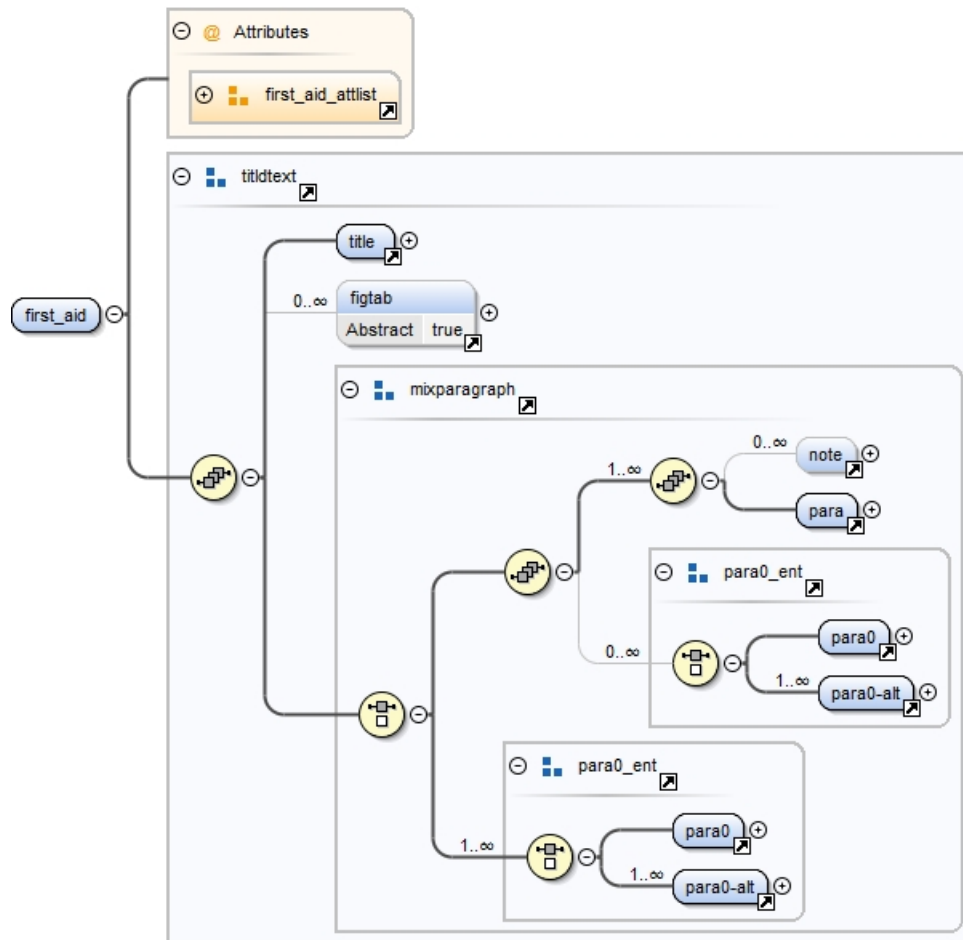 @ Attributes
first_aid_attlist
titldtext
title
0..∞ figtab
first_aid
Abstract true
mixparagraph
0..∞ note
1..∞
para
para0_ent
para0
0..∞
1..∞ para0-alt
para0_ent
para0
1..∞
1..∞ para0-alt